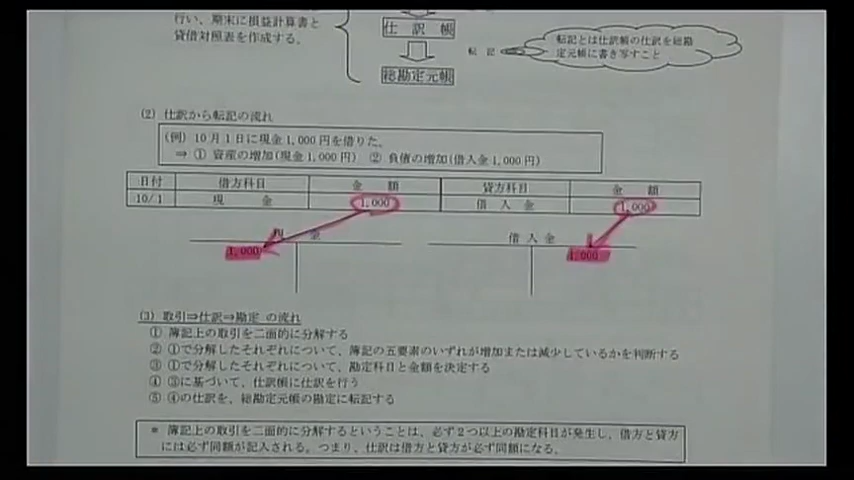 行い、期末に損益計算書と
貸借対照表を作成する。
仕 訳 帳
転 記
転記とは仕訳帳の仕訳を総勘
定元帳に書き写すこと
総勘定元帳
(2) 仕訳から転記の流れ
(例) 10月1日に現金1,000円を借りた。
⇒ ① 資産の増加(現金1,000円) ② 負債の増加(借入金1,000円)
日付 借方科目 金 額 貸方科目 金 額
10/1 現 金 1,000 借 入 金 1,000
現 金 借 入 金
1,000 1,000
(3) 取引⇒仕訳⇒勘定 の流れ
① 簿記上の取引を二面的に分解する
② ①で分解したそれぞれについて、簿記の五要素のいずれが増加または減少しているかを判断する
③ ①で分解したそれぞれについて、勘定科目と金額を決定する
④ ③に基づいて、仕訳帳に仕訳を行う
⑤ ④の仕訳を、総勘定元帳の勘定に転記する
* 簿記上の取引を二面的に分解するということは、必ず2つ以上の勘定科目が発生し、借方と貸方
には必ず同額が記入される。つまり、仕訳は借方と貸方が必ず同額になる。